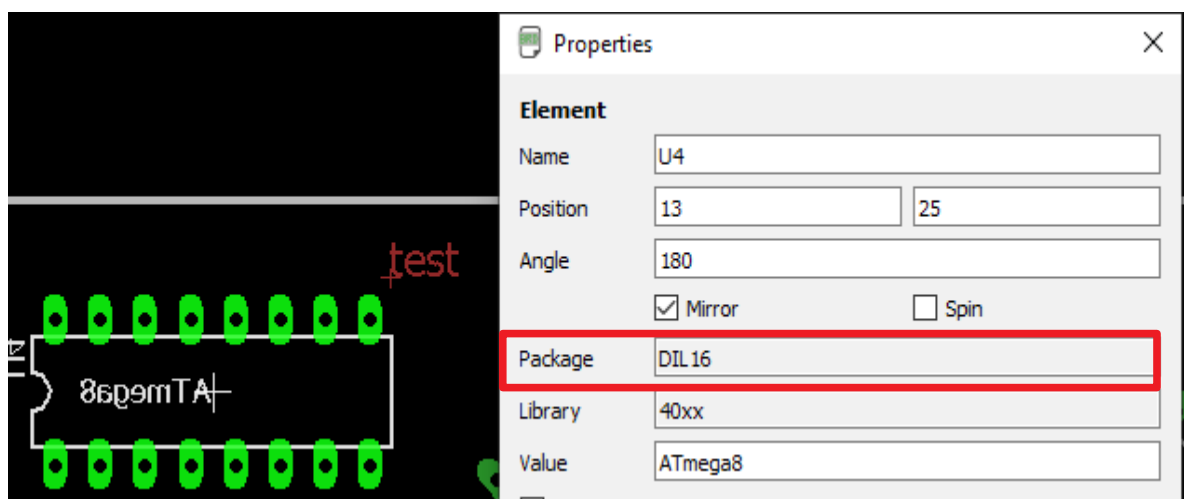 Properties
Element
Name U4
Position 13 25
Angle 180
Mirror Spin
Package DIL16
Library 40xx
Value ATmega8
test
ATmega8